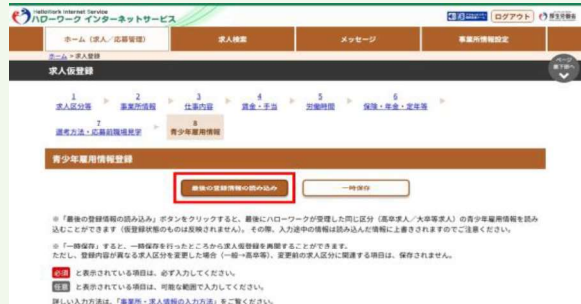 HelloWork Internet Service
ハローワーク インターネットサービス
ログアウト
厚生労働省
ホーム（求人／応募管理）
求人検索
メッセージ
事業所情報設定
ホーム > 求人登録
求人仮登録
ページ
最下部へ
1 2 3 4 5 6
求人区分等 事業所情報 仕事内容 賃金・手当 労働時間 保険・年金・定年等
7 8
選考方法・応募前職場見学 青少年雇用情報
青少年雇用情報登録
最後の登録情報の読み込み
一時保存
※「最後の登録情報の読み込み」ボタンをクリックすると、最後にハローワークが受理した同じ区分（高卒求人／大卒等求人）の青少年雇用情報を読み
込むことができます（仮登録状態のものは反映されません）。その際、入力途中の情報は読み込んだ情報に上書きされますのでご注意ください。
※「一時保存」すると、一時保存を行ったところから求人仮登録を再開することができます。
ただし、登録内容が異なる求人区分を変更した場合（一般→高卒等）、変更前の求人区分に関連する項目は、保存されません。
必須 と表示されている項目は、必ず入力してください。
任意 と表示されている項目は、可能な範囲で入力してください。
詳しい入力方法は、「事業所・求人情報の入力方法」をご覧ください。